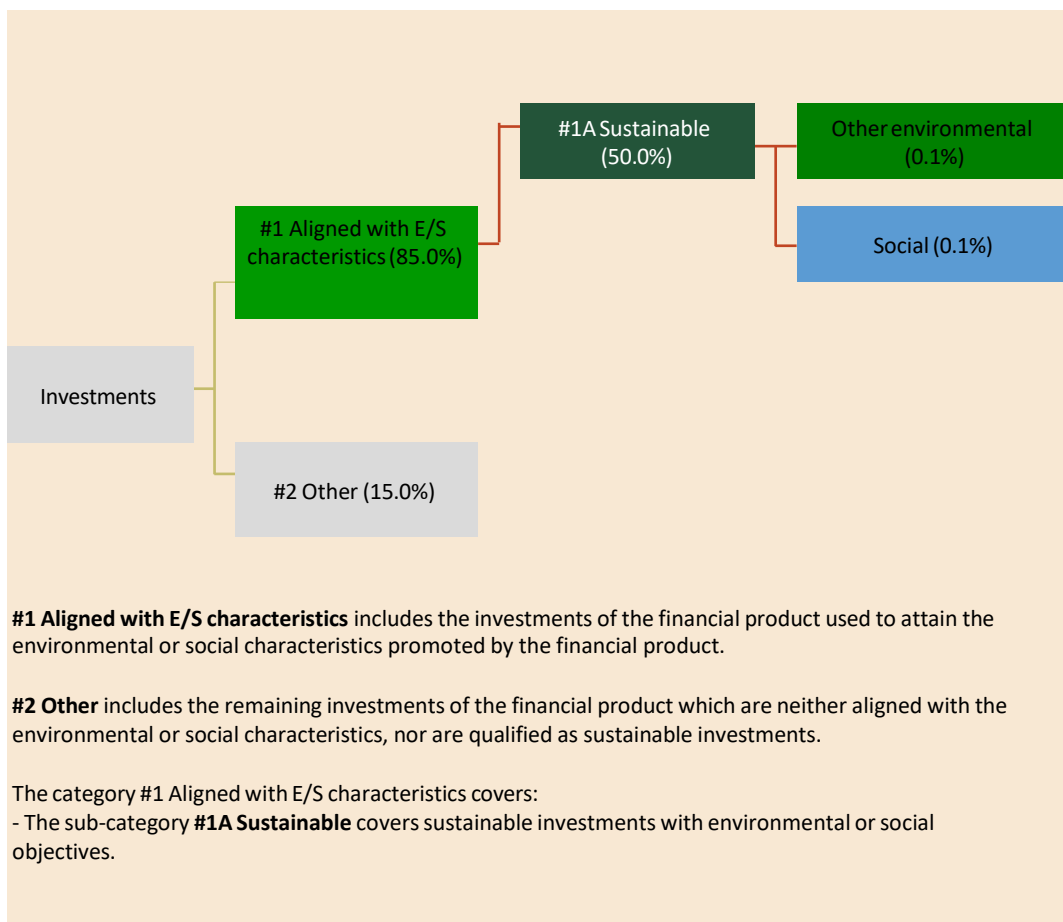 #1A Sustainable
(50.0%)
Other environmental
(0.1%)
#1 Aligned with E/S
characteristics (85.0%)
Social (0.1%)
Investments
#2 Other (15.0%)
#1 Aligned with E/S characteristics includes the investments of the financial product used to attain the
environmental or social characteristics promoted by the financial product.
#2 Other includes the remaining investments of the financial product which are neither aligned with the
environmental or social characteristics, nor are qualified as sustainable investments.
The category #1 Aligned with E/S characteristics covers:
- The sub-category #1A Sustainable covers sustainable investments with environmental or social
objectives.